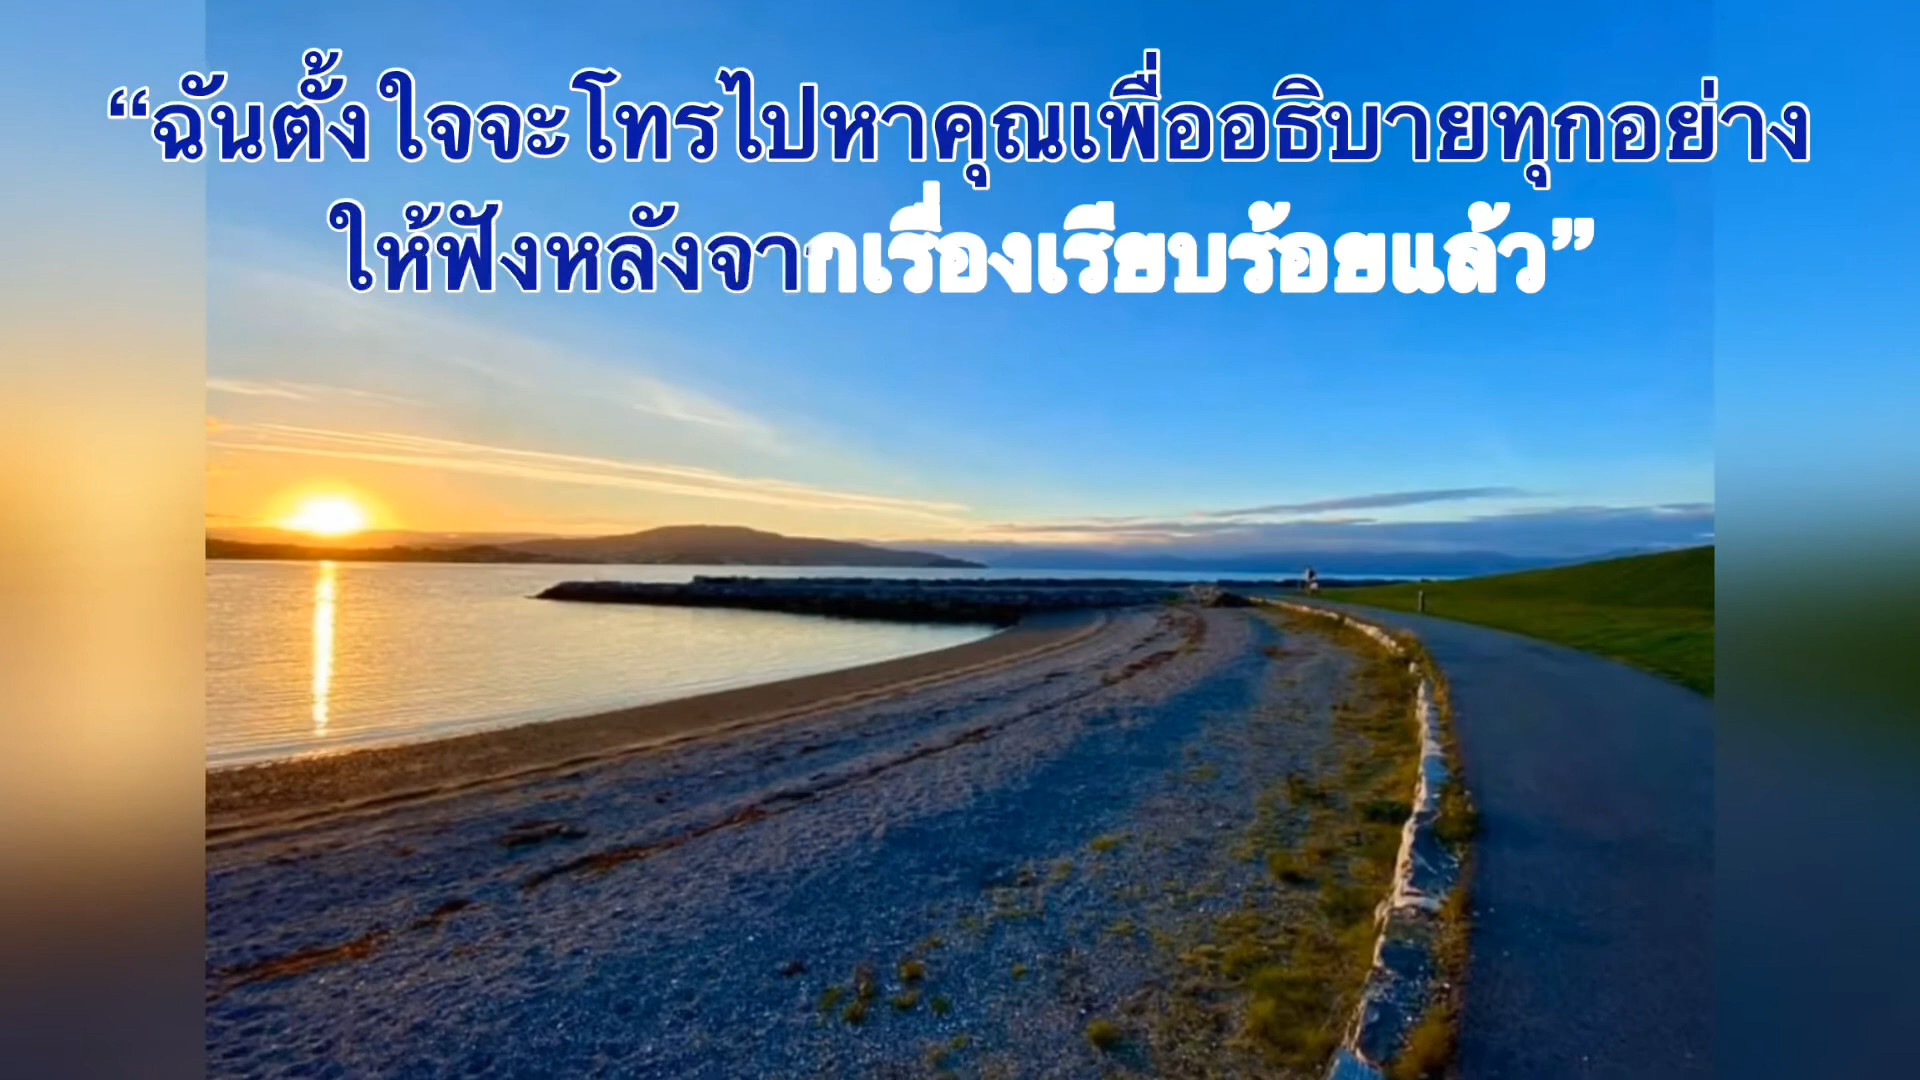 “ฉันตั้งใจจะโทรไปหาคุณเพื่ออธิบายทุกอย่าง
ให้ฟังหลังจากเรื่องเรียบร้อยแล้ว”